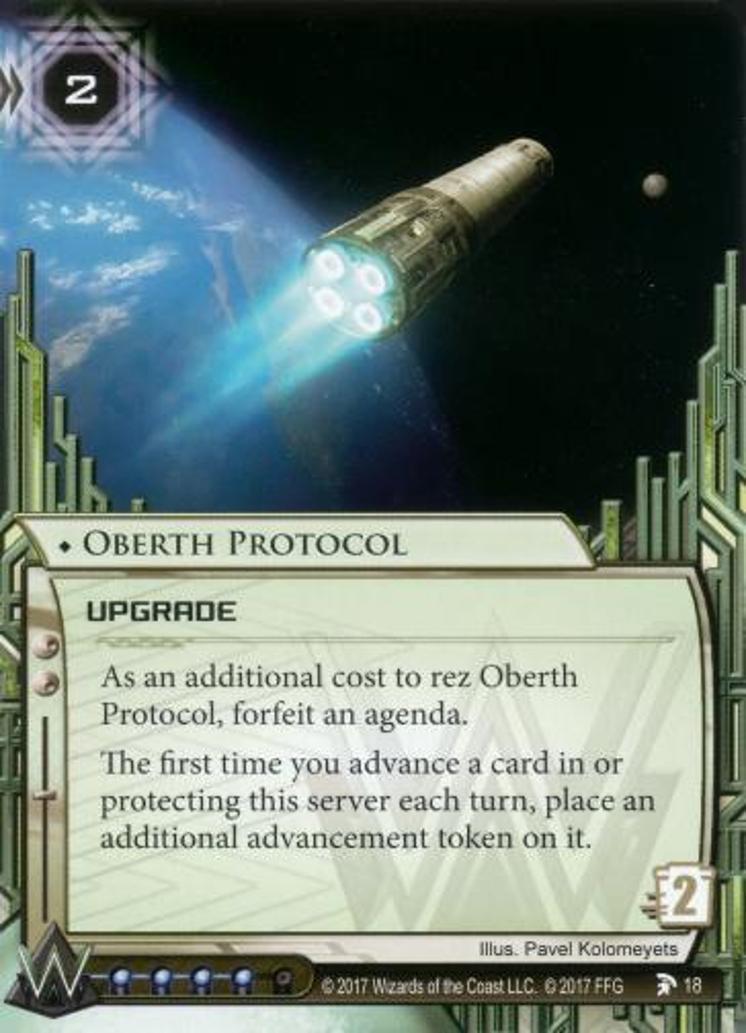 2
♦ OBERTH PROTOCOL
UPGRADE
As an additional cost to rez Oberth
Protocol, forfeit an agenda.
The first time you advance a card in or
protecting this server each turn, place an
additional advancement token on it.
2
Illus. Pavel Kolomeyets
W
© 2017 Wizards of the Coast LLC. © 2017 FFG
18